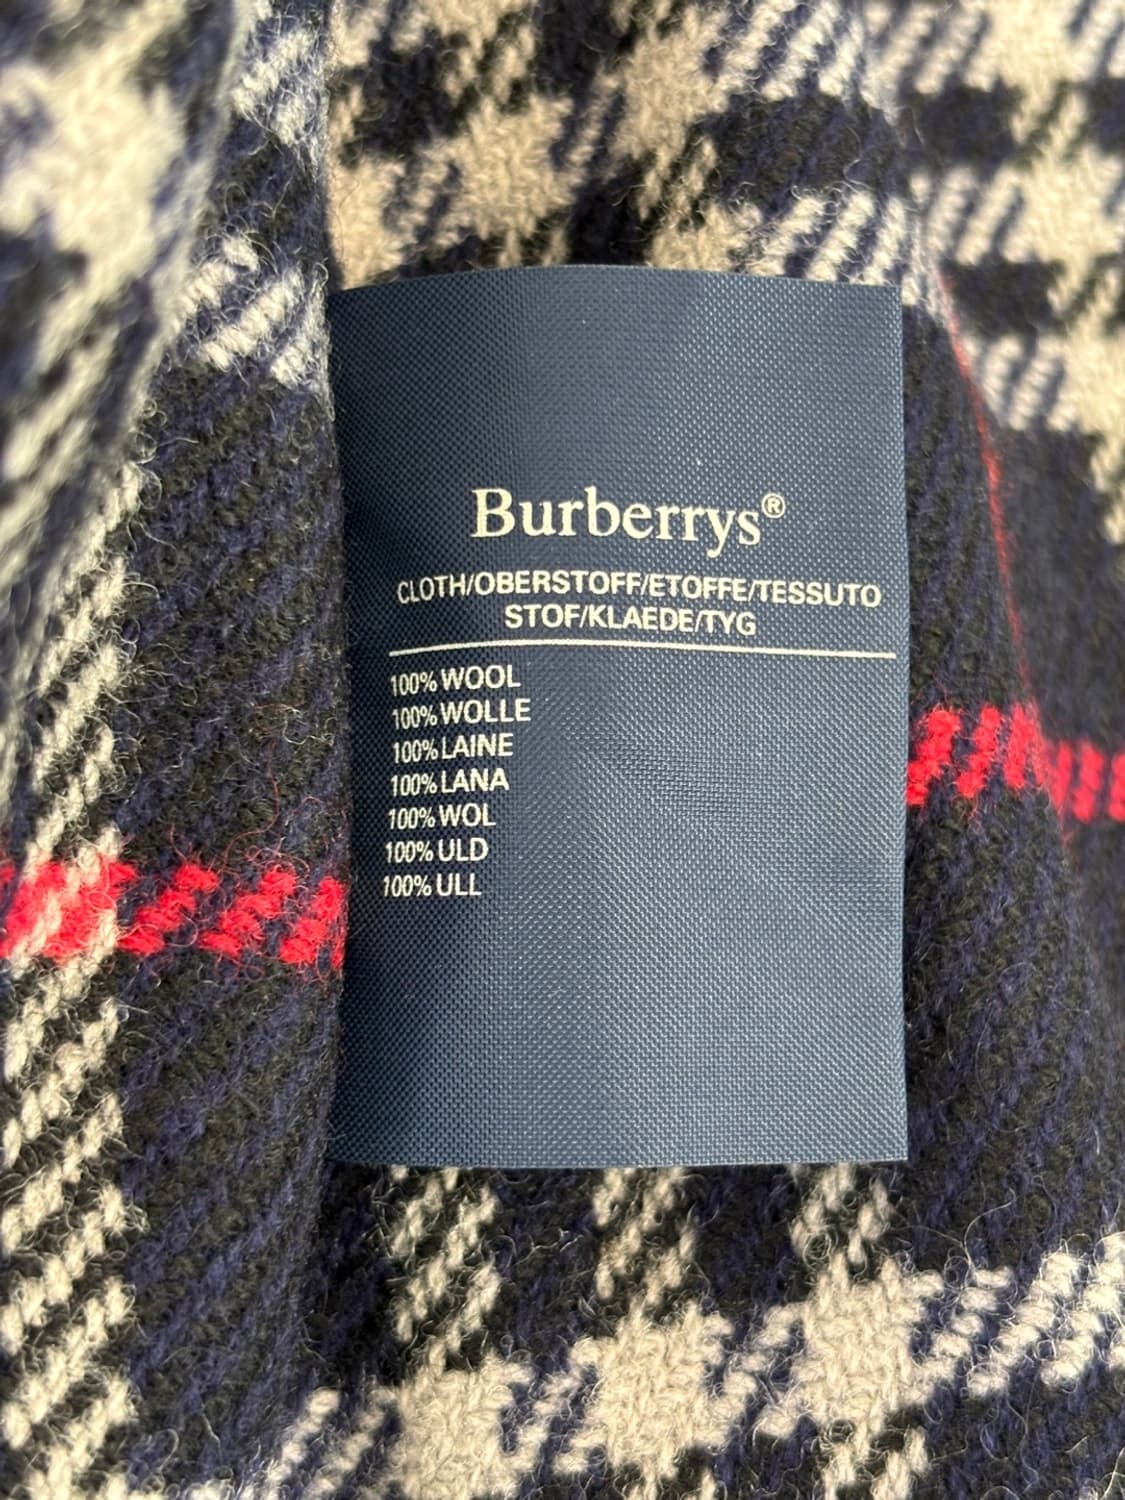 Burberrys®
CLOTH/OBERSTOFF/ETOFFE/TESSUTO
STOF/KLAEDE/TYG
100% WOOL
100% WOLLE
100% LAINE
100% LANA
100% WOL
100% ULD
100% ULL